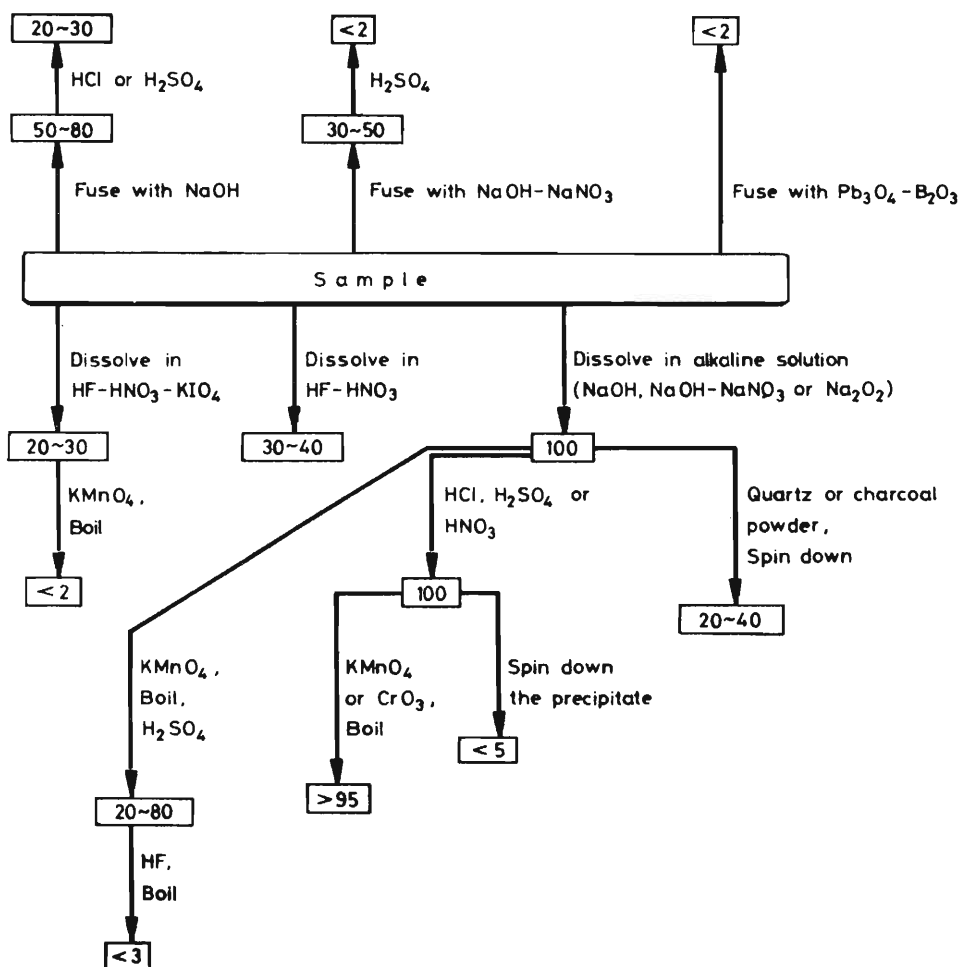 20~30
<2
<2
HCl or H₂SO₄
H₂SO₄
50~80
30~50
Fuse with NaOH
Fuse with NaOH-NaNO₃
Fuse with Pb₃O₄-B₂O₃
Sample
Dissolve in
HF-HNO₃-KIO₄
Dissolve in
HF-HNO₃
Dissolve in alkaline solution
(NaOH, NaOH-NaNO₃ or Na₂O₂)
20~30
30~40
100
KMnO₄,
Boil
HCl, H₂SO₄ or
HNO₃
Quartz or charcoal
powder,
Spin down
<2
100
20~40
KMnO₄,
Boil,
H₂SO₄
KMnO₄
or CrO₃,
Boil
Spin down
the precipitate
<5
20~80
>95
HF,
Boil
<3